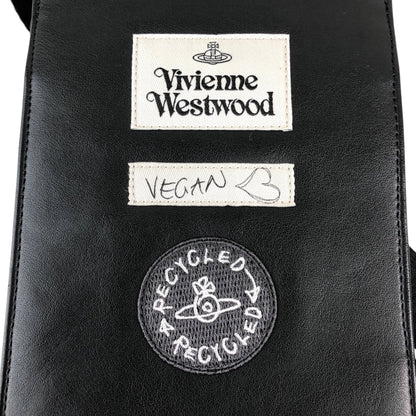 Vivienne
Westwood
VEGAN
RECYCLED
RECYCLED